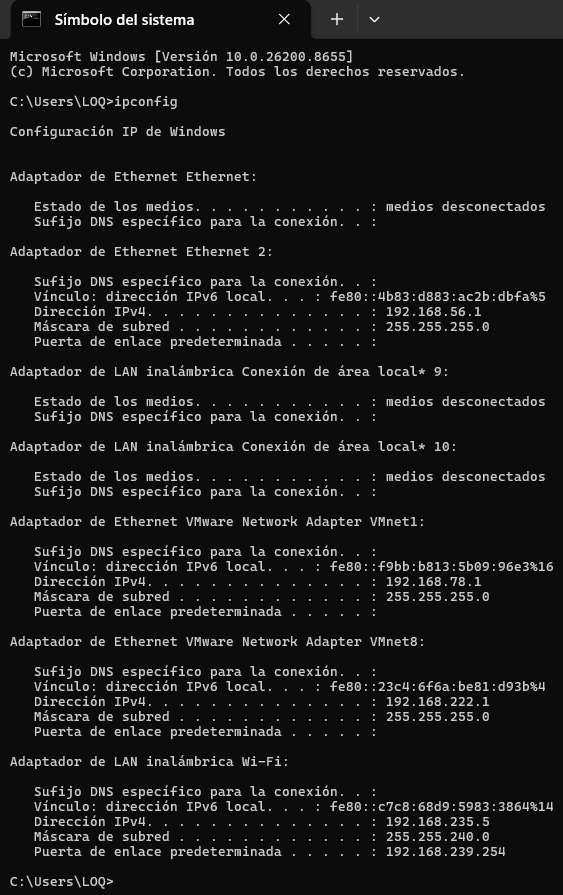 Símbolo del sistema
Microsoft Windows [Versión 10.0.26200.8655]
(c) Microsoft Corporation. Todos los derechos reservados.
C:\Users\LOQ>ipconfig
Configuración IP de Windows
Adaptador de Ethernet Ethernet:
Estado de los medios. . . . . . . . . . . : medios desconectados
Sufijo DNS específico para la conexión. . :
Adaptador de Ethernet Ethernet 2:
Sufijo DNS específico para la conexión. . :
Vínculo: dirección IPv6 local. . . : fe80::4b83:d883:ac2b:dbfa%5
Dirección IPv4. . . . . . . . . . . . . . : 192.168.56.1
Máscara de subred . . . . . . . . . . . . : 255.255.255.0
Puerta de enlace predeterminada . . . . . :
Adaptador de LAN inalámbrica Conexión de área local* 9:
Estado de los medios. . . . . . . . . . . : medios desconectados
Sufijo DNS específico para la conexión. . :
Adaptador de LAN inalámbrica Conexión de área local* 10:
Estado de los medios. . . . . . . . . . . : medios desconectados
Sufijo DNS específico para la conexión. . :
Adaptador de Ethernet VMware Network Adapter VMnet1:
Sufijo DNS específico para la conexión. . :
Vínculo: dirección IPv6 local. . . : fe80::f9bb:b813:5b09:96e3%16
Dirección IPv4. . . . . . . . . . . . . . : 192.168.78.1
Máscara de subred . . . . . . . . . . . . : 255.255.255.0
Puerta de enlace predeterminada . . . . . :
Adaptador de Ethernet VMware Network Adapter VMnet8:
Sufijo DNS específico para la conexión. . :
Vínculo: dirección IPv6 local. . . : fe80::23c4:6f6a:be81:d93b%4
Dirección IPv4. . . . . . . . . . . . . . : 192.168.222.1
Máscara de subred . . . . . . . . . . . . : 255.255.255.0
Puerta de enlace predeterminada . . . . . :
Adaptador de LAN inalámbrica Wi-Fi:
Sufijo DNS específico para la conexión. . :
Vínculo: dirección IPv6 local. . . : fe80::c7c8:68d9:5983:3864%14
Dirección IPv4. . . . . . . . . . . . . . : 192.168.235.5
Máscara de subred . . . . . . . . . . . . : 255.255.240.0
Puerta de enlace predeterminada . . . . . : 192.168.239.254
C:\Users\LOQ>